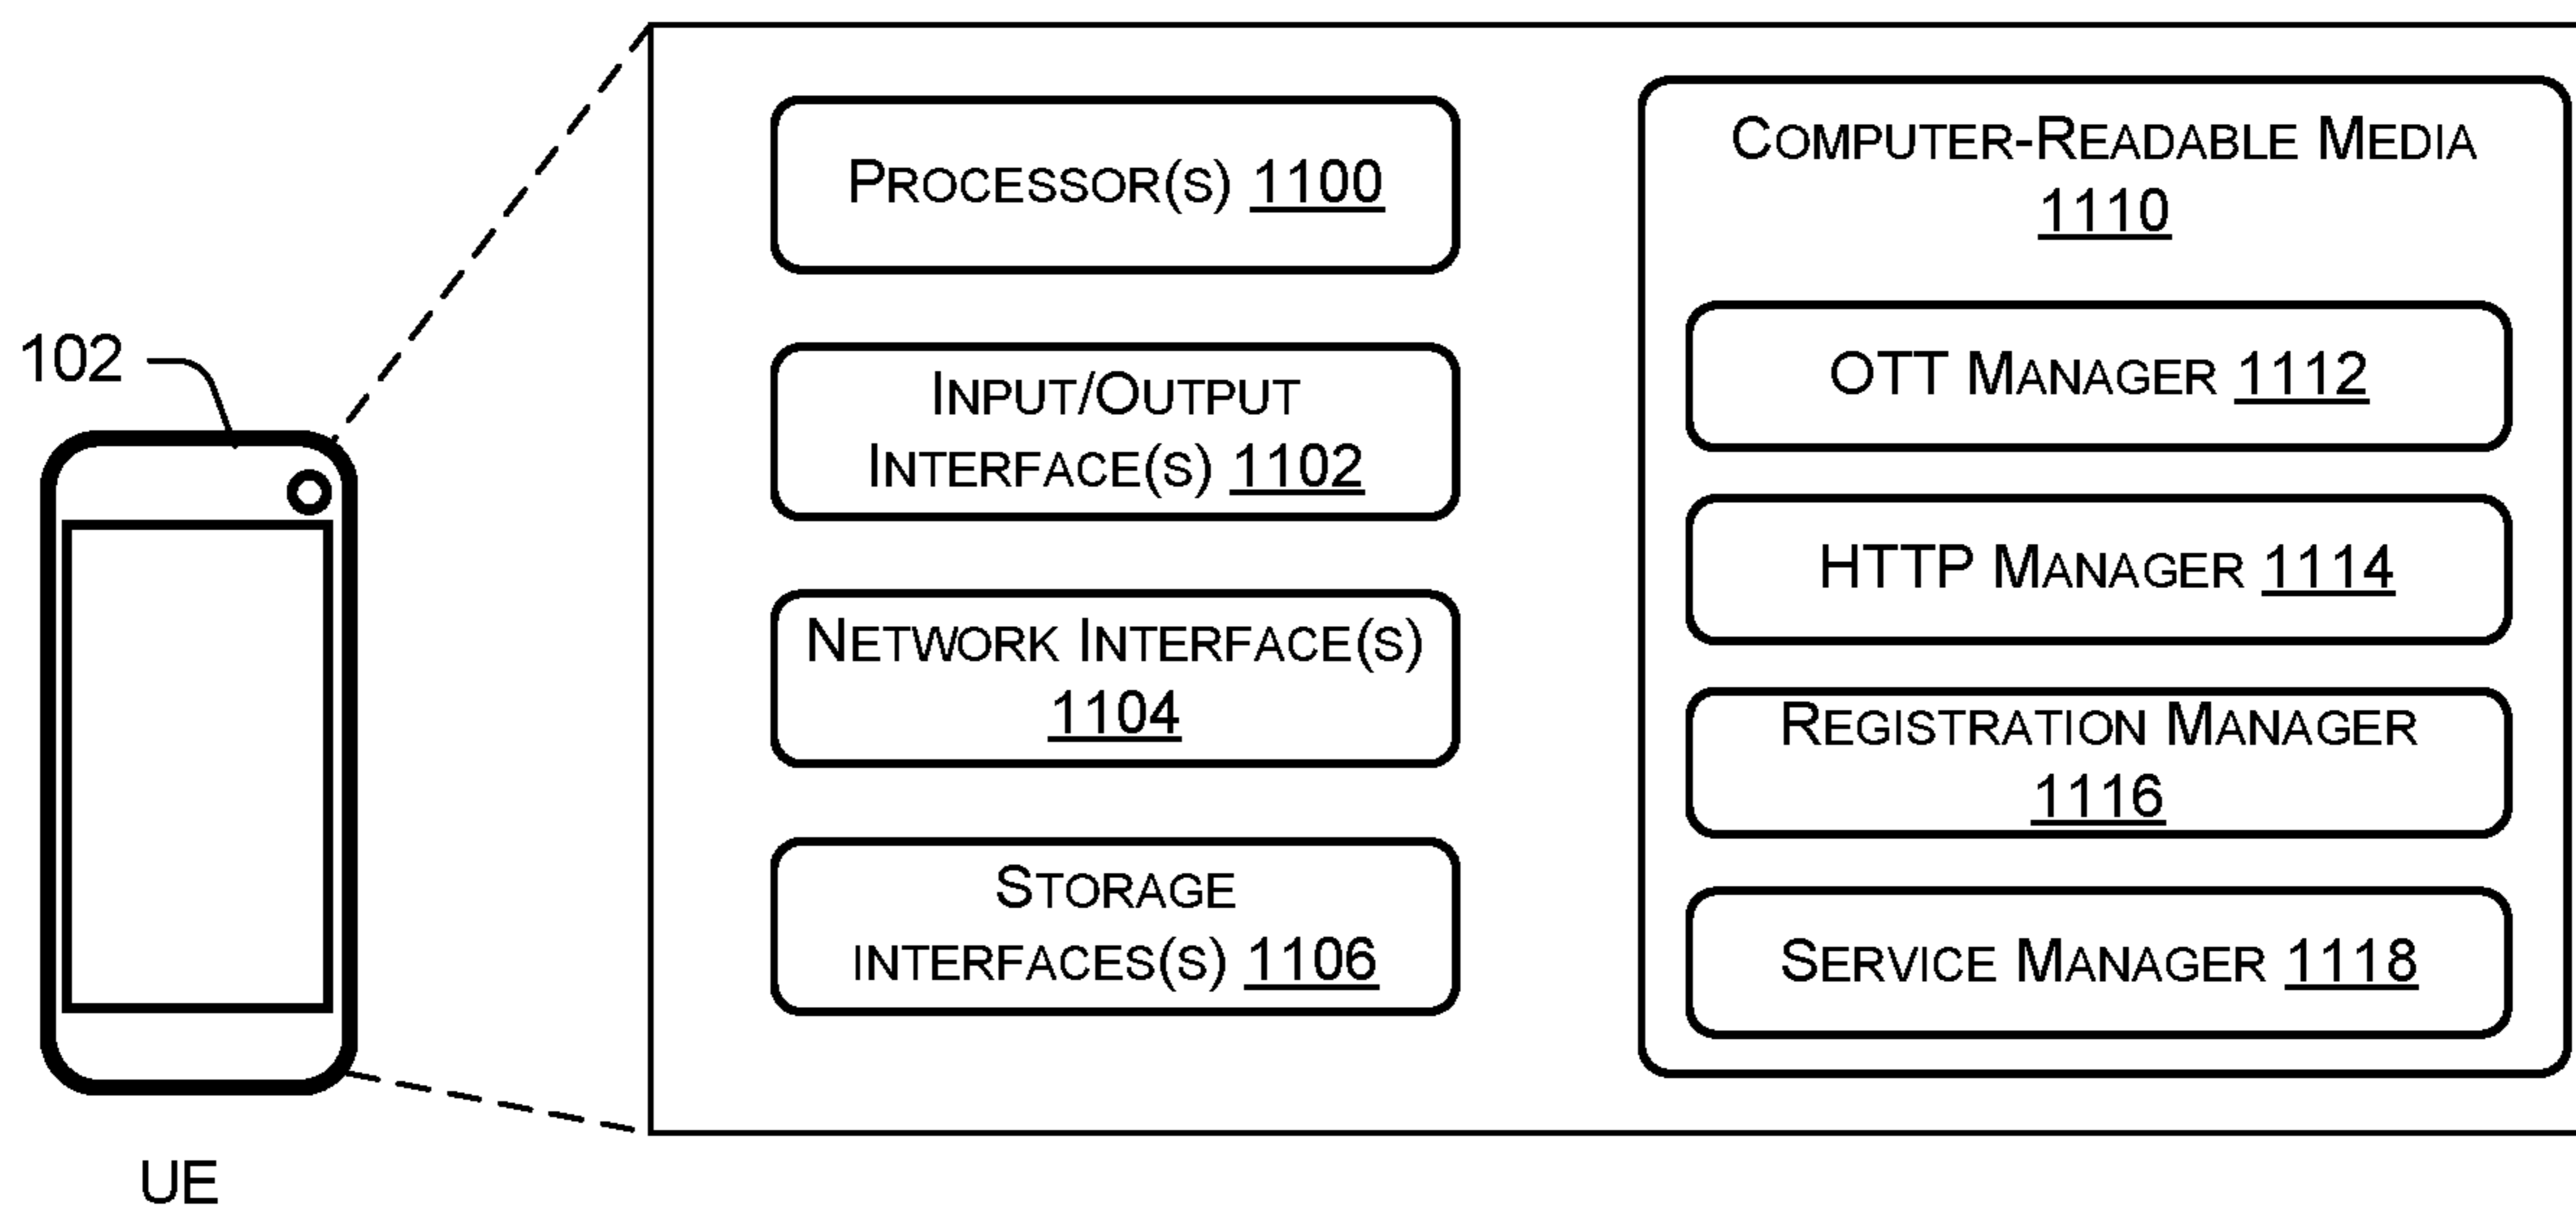 102
UE
PROCESSOR(S) 1100
INPUT/OUTPUT
INTERFACE(S) 1102
NETWORK INTERFACE(S)
1104
STORAGE
INTERFACES(S) 1106
COMPUTER-READABLE MEDIA
1110
OTT MANAGER 1112
HTTP MANAGER 1114
REGISTRATION MANAGER
1116
SERVICE MANAGER 1118